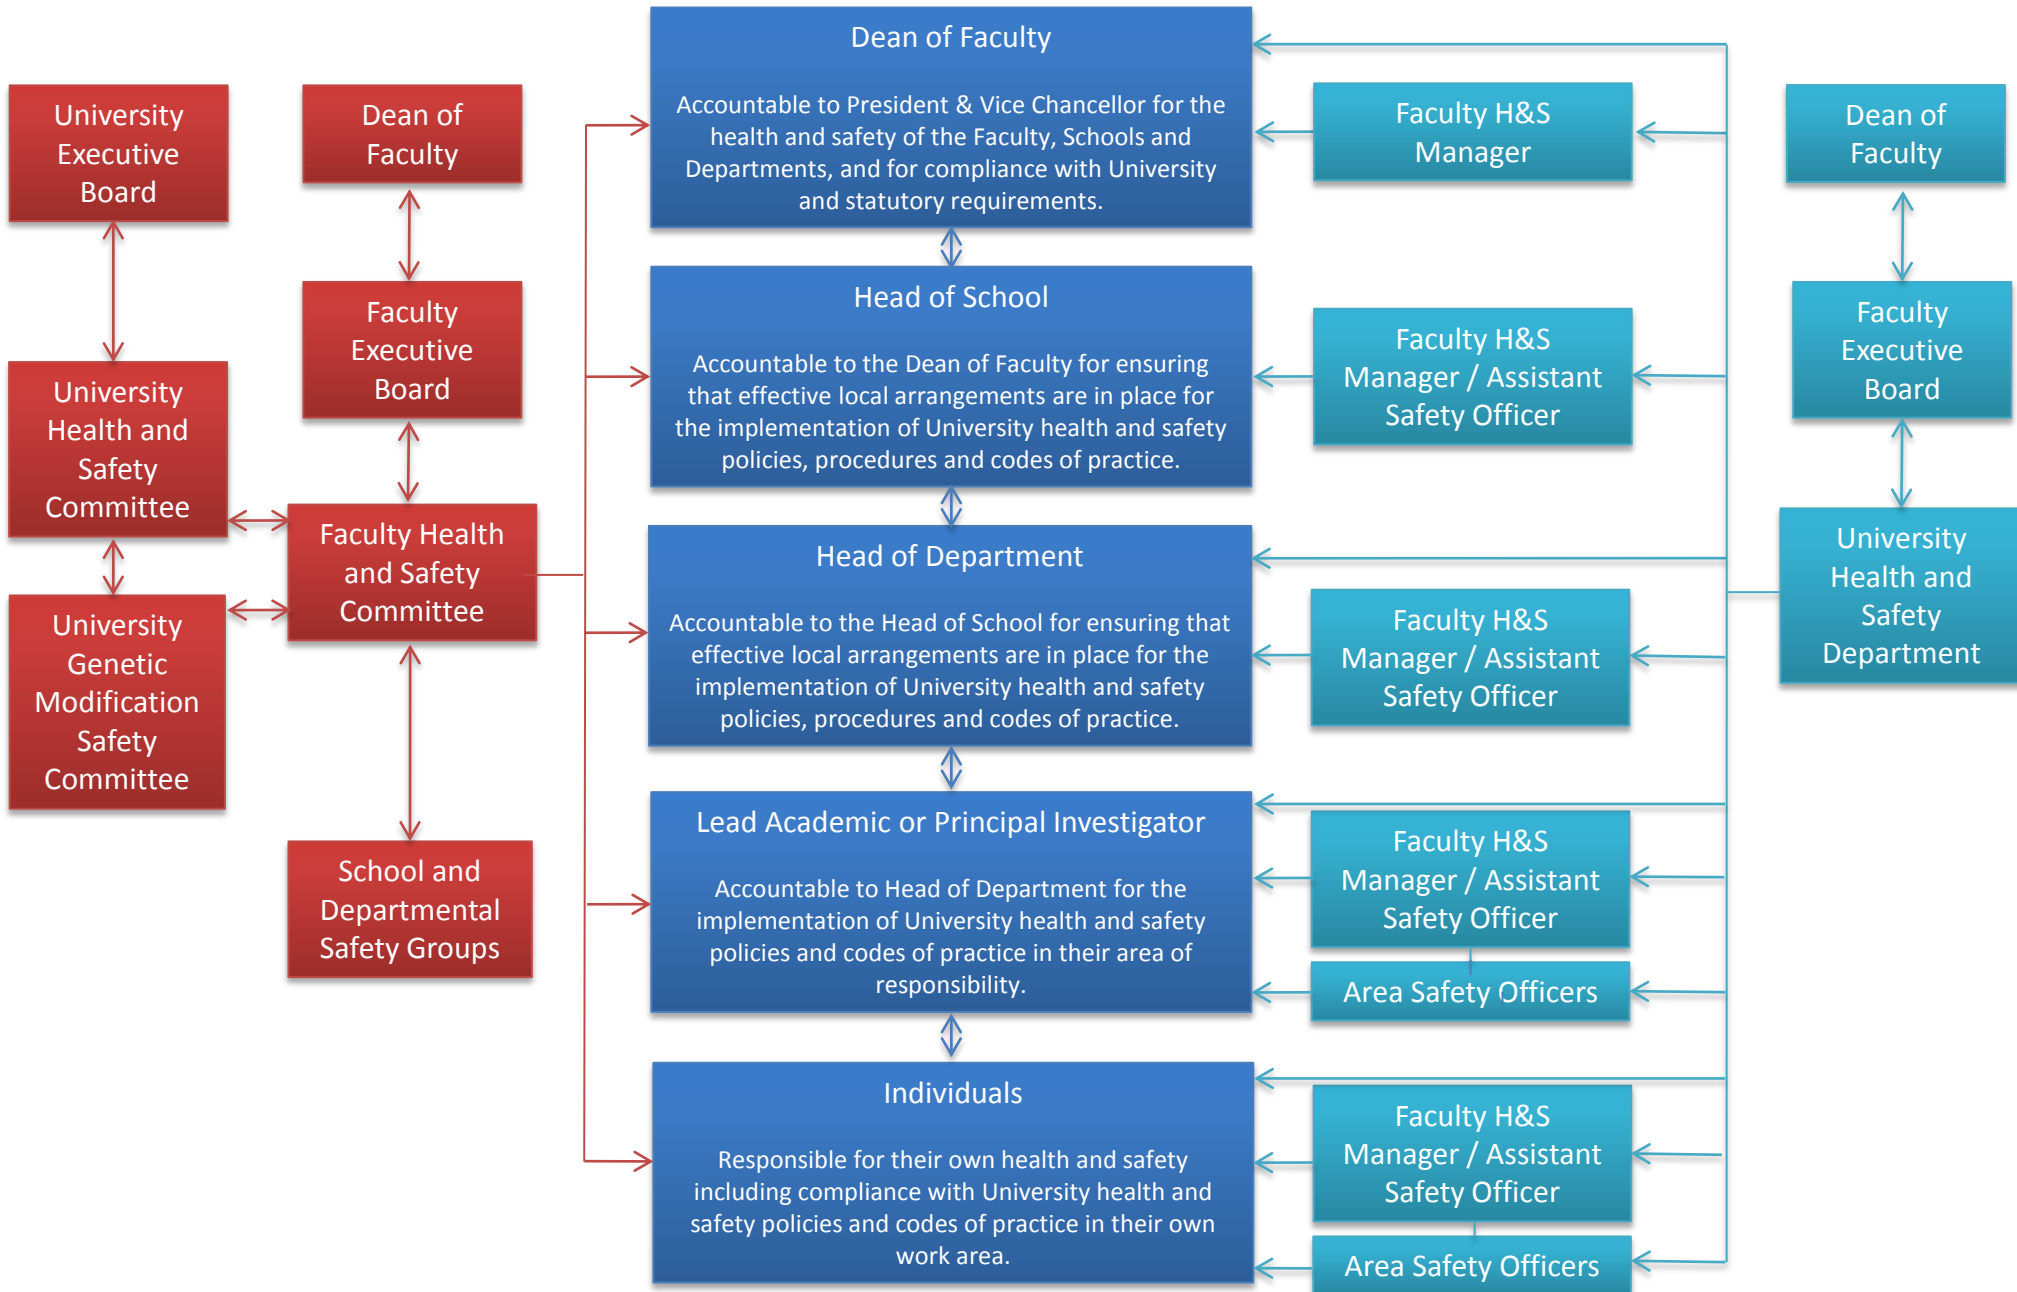 University
Executive
Board
University
Health and
Safety
Committee
University
Genetic
Modification
Safety
Committee
Dean of
Faculty
Faculty
Executive
Board
Faculty Health
and Safety
Committee
School and
Departmental
Safety Groups
Dean of Faculty
Accountable to President & Vice Chancellor for the
health and safety of the Faculty, Schools and
Departments, and for compliance with University
and statutory requirements.
Head of School
Accountable to the Dean of Faculty for ensuring
that effective local arrangements are in place for
the implementation of University health and safety
policies, procedures and codes of practice.
Head of Department
Accountable to the Head of School for ensuring that
effective local arrangements are in place for the
implementation of University health and safety
policies, procedures and codes of practice.
Lead Academic or Principal Investigator
Accountable to Head of Department for the
implementation of University health and safety
policies and codes of practice in their area of
responsibility.
Individuals
Responsible for their own health and safety
including compliance with University health and
safety policies and codes of practice in their own
work area.
Faculty H&S
Manager
Faculty H&S
Manager / Assistant
Safety Officer
Faculty H&S
Manager / Assistant
Safety Officer
Faculty H&S
Manager / Assistant
Safety Officer
Area Safety Officers
Faculty H&S
Manager / Assistant
Safety Officer
Area Safety Officers
Dean of
Faculty
Faculty
Executive
Board
University
Health and
Safety
Department